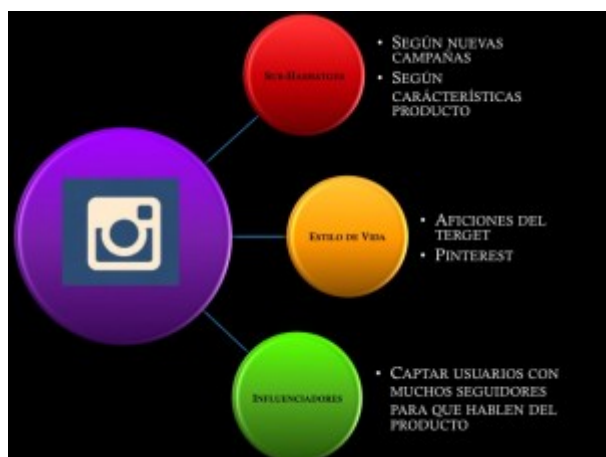 SUB-HASHTAGS
• SEGÚN NUEVAS
CAMPAÑAS
• SEGÚN
CARÁCTERÍSTICAS
PRODUCTO
ESTILO DE VIDA
• AFICIONES DEL
TERGET
• PINTEREST
INFLUENCIADORES
• CAPTAR USUARIOS CON
MUCHOS SEGUIDORES
PARA QUE HABLEN DEL
PRODUCTO